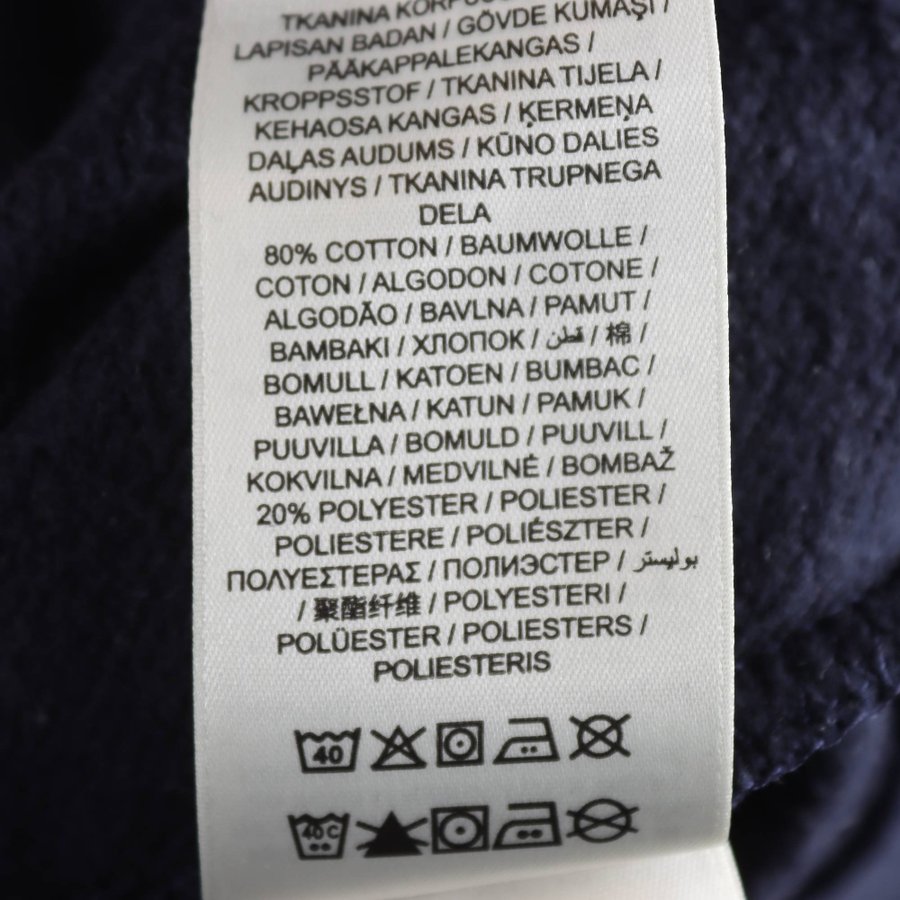 TKANINA KORPUSU
LAPISAN BADAN / GÖVDE KUMAŞI /
PÄÄKAPPALEKANGAS /
KROPPSSTOF / TKANINA TIJELA /
KEHAOSA KANGAS / ĶERMEŅA
DAĻAS AUDUMS / KŪNO DALIES
AUDINYS / TKANINA TRUPNEGA
DELA
80% COTTON / BAUMWOLLE /
COTON / ALGODON / COTONE /
ALGODÃO / BAVLNA / PAMUT /
BAMBAKI / ХЛОПОК / قطن / 棉 /
BOMULL / KATOEN / BUMBAC /
BAWEŁNA / KATUN / PAMUK /
PUUVILLA / BOMULD / PUUVILL /
KOKVILNA / MEDVILNĖ / BOMBAŽ
20% POLYESTER / POLIESTER /
POLIESTERE / POLIÉSZTER /
ΠΟΛΥΕΣΤΕΡΑΣ / ПОЛИЭСТЕР / بوليستر
/ 聚酯纤维 / POLYESTERI /
POLÜESTER / POLIESTERS /
POLIESTERIS
40
40 C